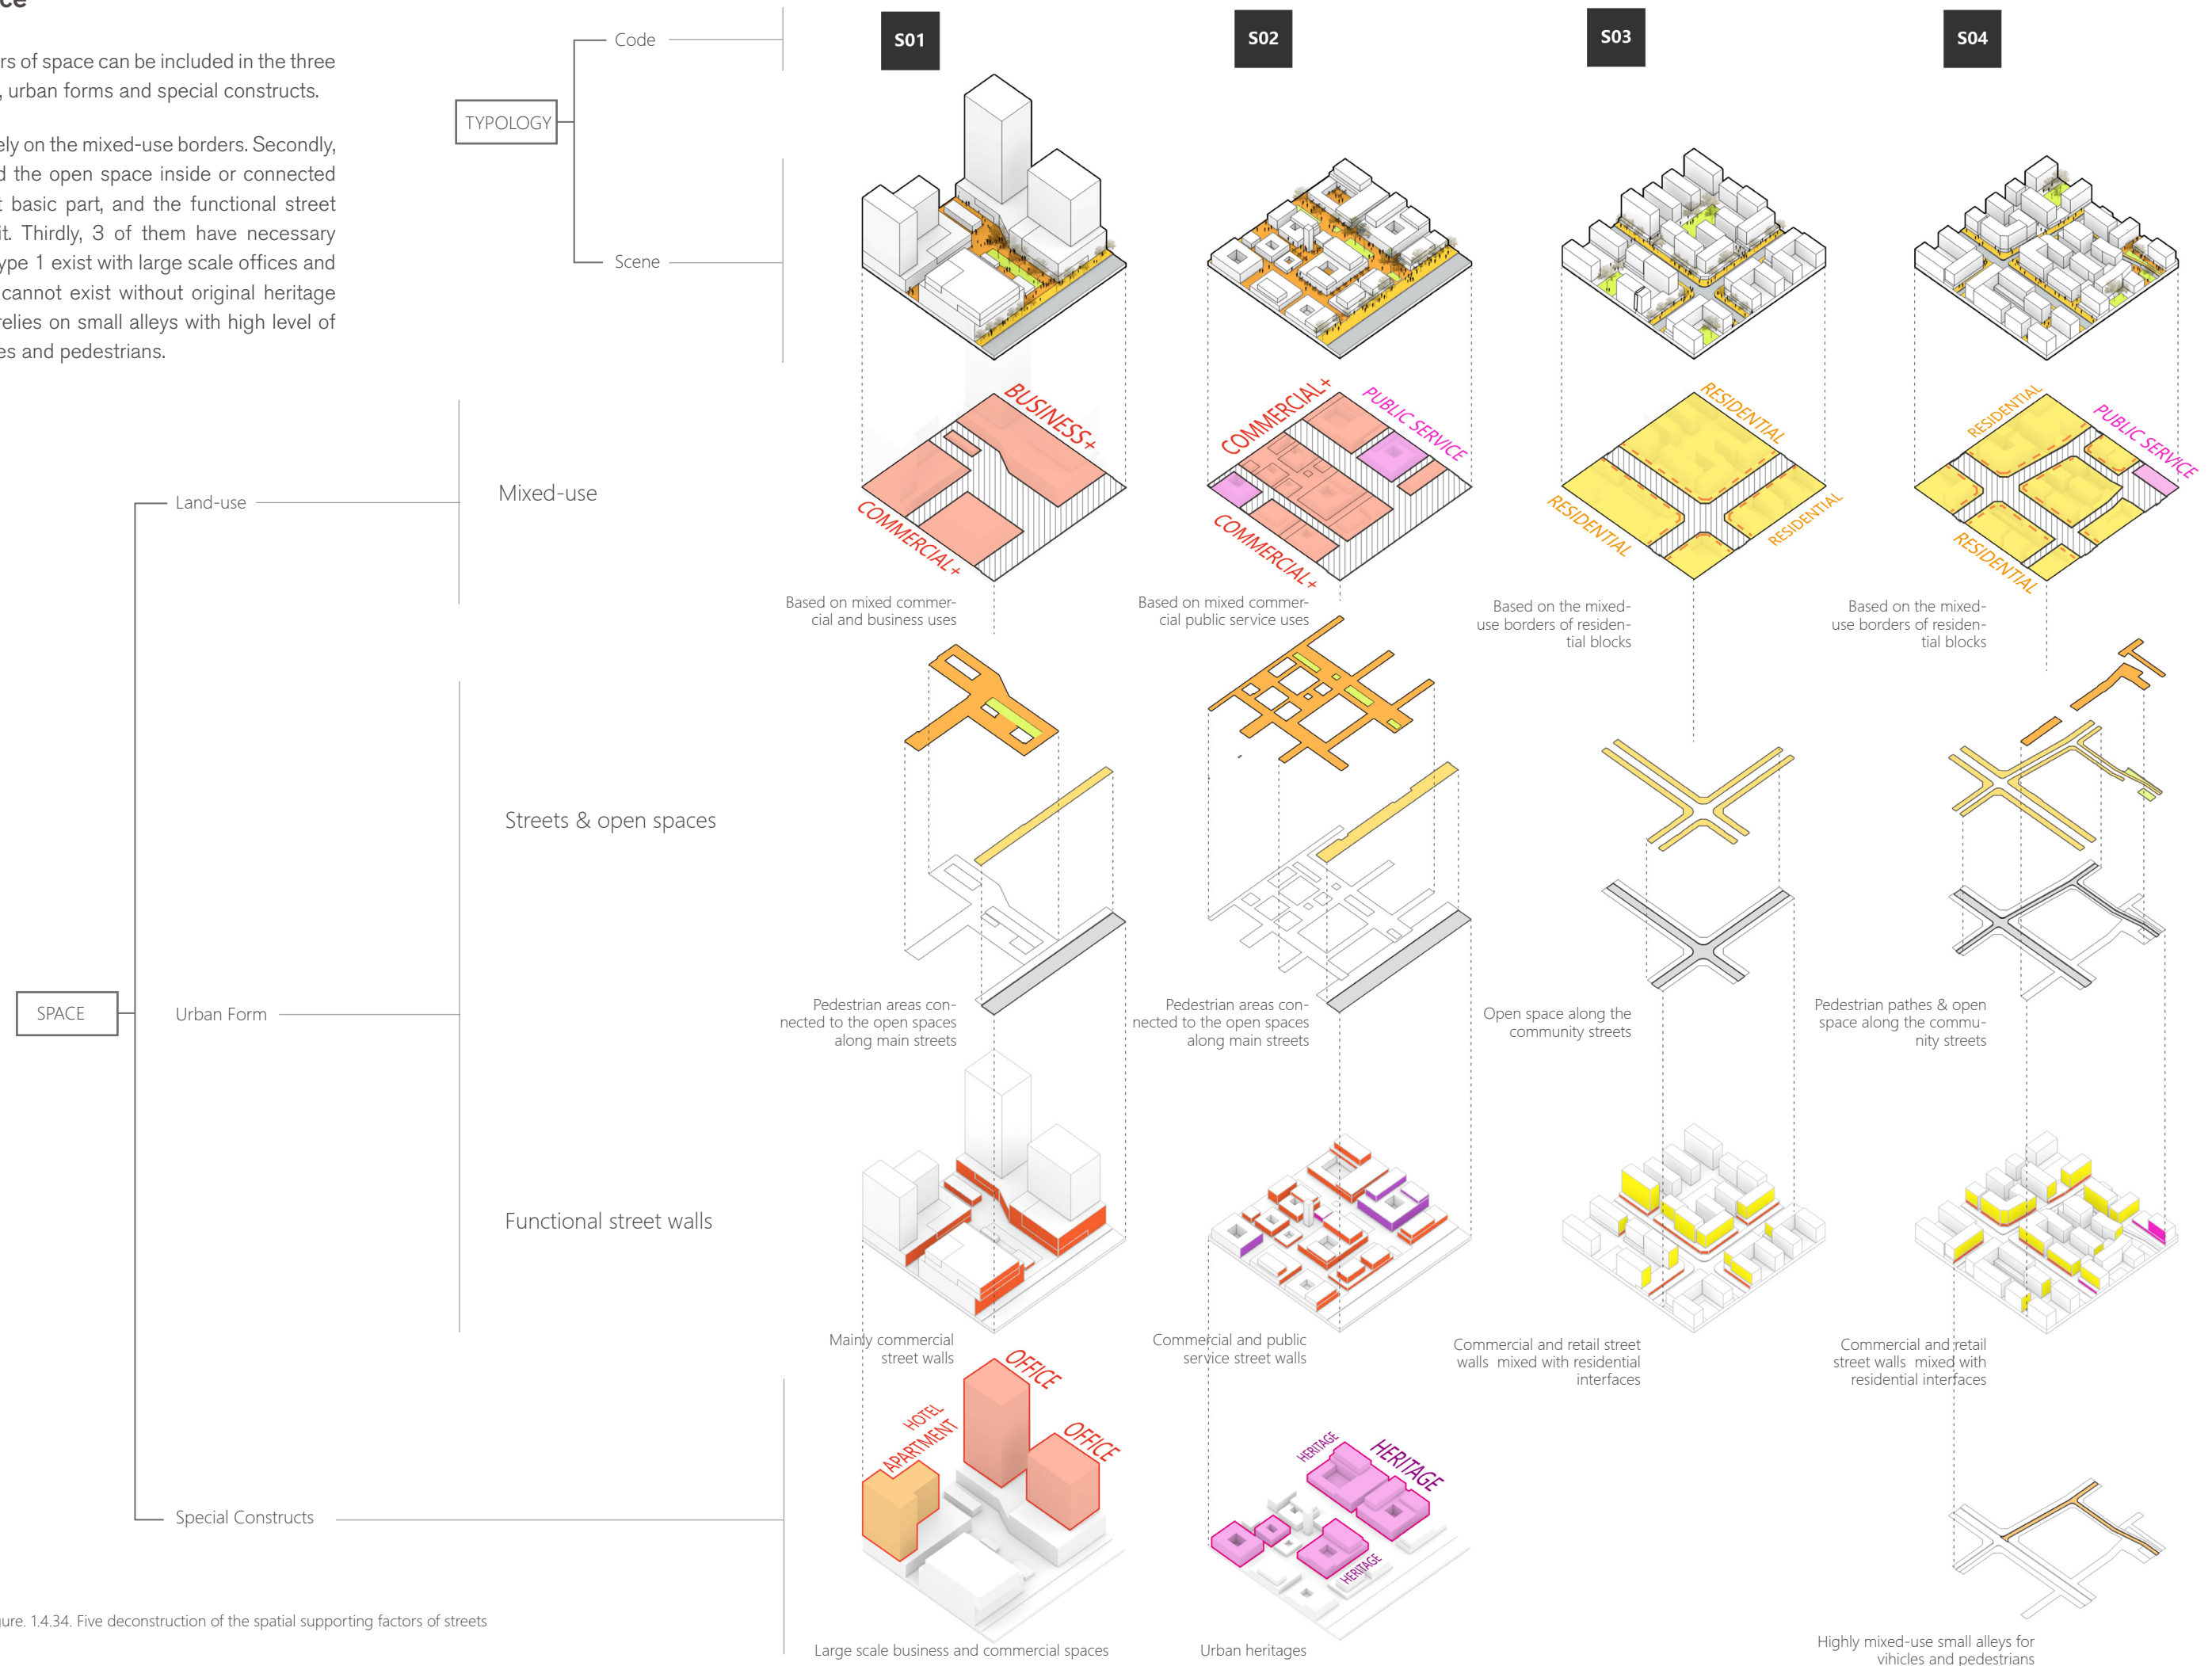 ce
rs of space can be included in the three
, urban forms and special constructs.
ely on the mixed-use borders. Secondly,
d the open space inside or connected
t basic part, and the functional street
it. Thirdly, 3 of them have necessary
ype 1 exist with large scale offices and
cannot exist without original heritage
relies on small alleys with high level of
es and pedestrians.
TYPOLOGY
Code
Scene
S01
S02
S03
S04
SPACE
Land-use
Mixed-use
BUSINESS+
COMMERCIAL+
COMMERCIAL+
PUBLIC SERVICE
COMMERCIAL+
RESIDENTIAL
RESIDENTIAL
RESIDENTIAL
RESIDENTIAL
PUBLIC SERVICE
RESIDENTIAL
Based on mixed commer-
cial and business uses
Based on mixed commer-
cial public service uses
Based on the mixed-
use borders of residen-
tial blocks
Based on the mixed-
use borders of residen-
tial blocks
Urban Form
Streets & open spaces
Pedestrian areas con-
nected to the open spaces
along main streets
Pedestrian areas con-
nected to the open spaces
along main streets
Open space along the
community streets
Pedestrian pathes & open
space along the commu-
nity streets
Functional street walls
Mainly commercial
street walls
Commercial and public
service street walls
Commercial and retail street
walls mixed with residential
interfaces
Commercial and retail
street walls mixed with
residential interfaces
Special Constructs
OFFICE
HOTEL
APARTMENT
OFFICE
HERITAGE
HERITAGE
HERITAGE
Large scale business and commercial spaces
Urban heritages
Highly mixed-use small alleys for
vihicles and pedestrians
gure. 1.4.34. Five deconstruction of the spatial supporting factors of streets